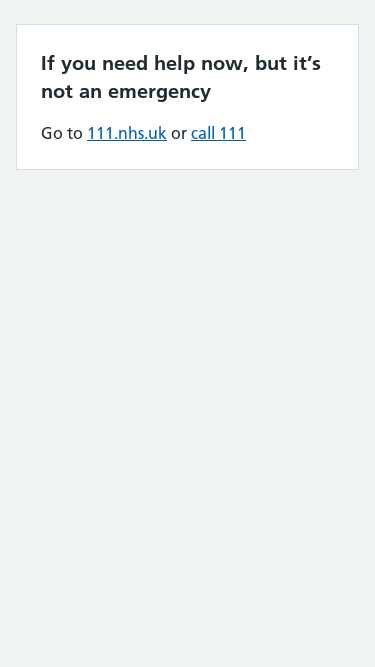 If you need help now, but it’s
not an emergency
Go to 111.nhs.uk or call 111